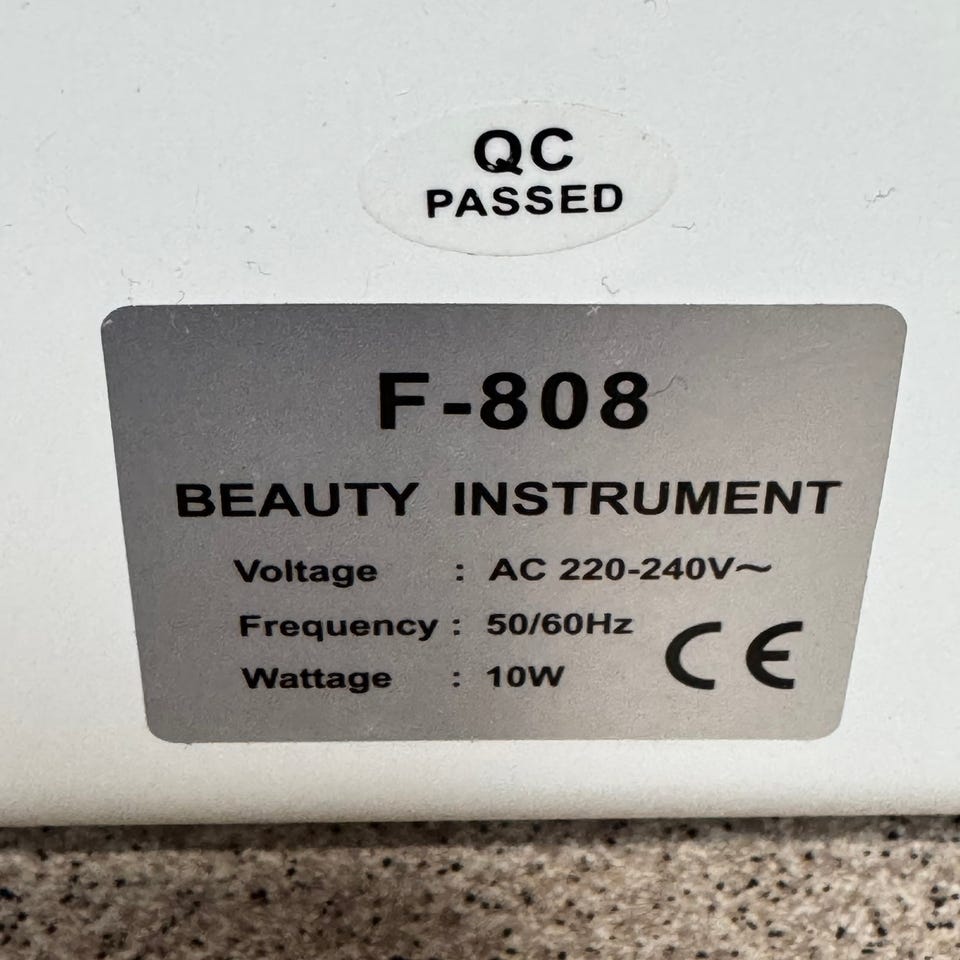 QC
PASSED
F-808
BEAUTY INSTRUMENT
Voltage : AC 220-240V~
Frequency : 50/60Hz
Wattage : 10W
CE